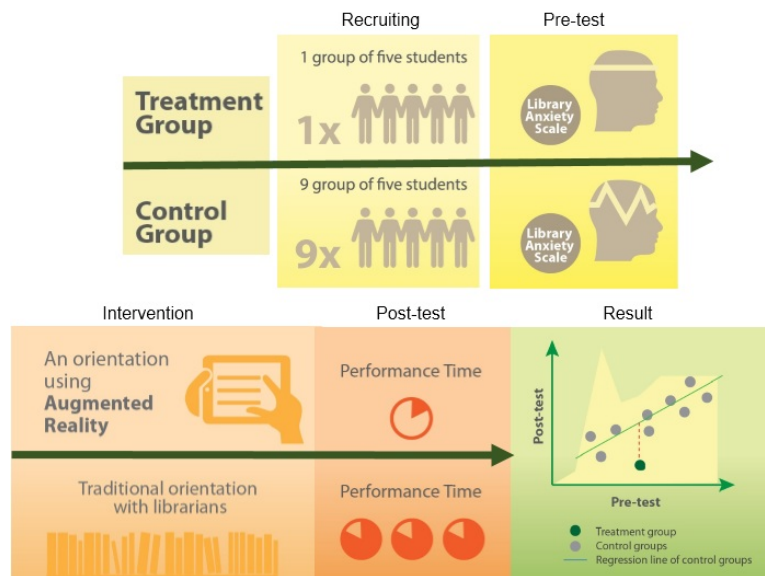 Recruiting
Pre-test
Treatment
Group
1 group of five students
1x
Library
Anxiety
Scale
Control
Group
9 group of five students
9x
Library
Anxiety
Scale
Intervention
Post-test
Result
An orientation
using
Augmented
Reality
Performance Time
Traditional orientation
with librarians
Performance Time
Post-test
Pre-test
Treatment group
Control groups
Regression line of control groups